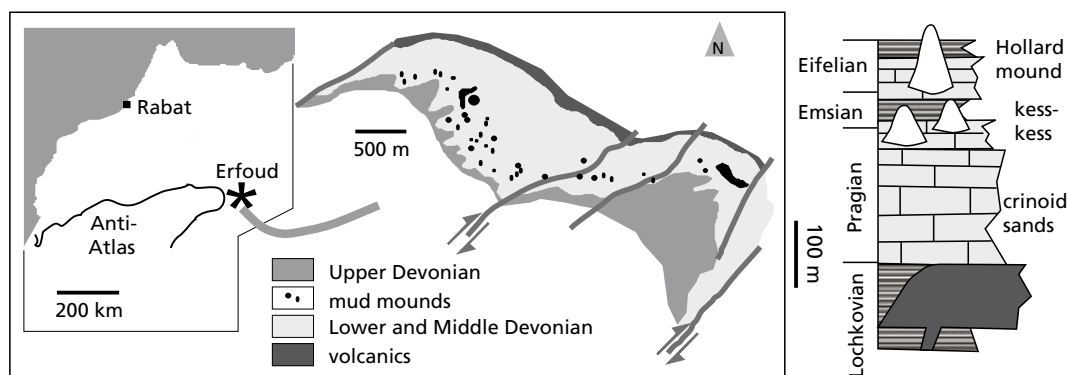 N
Rabat
500 m
Erfoud
Anti-
Atlas
200 km
Upper Devonian
mud mounds
Lower and Middle Devonian
volcanics
100 m
Eifelian
Emsian
Pragian
Lochkovian
Hollard
mound
kess-
kess
crinoid
sands